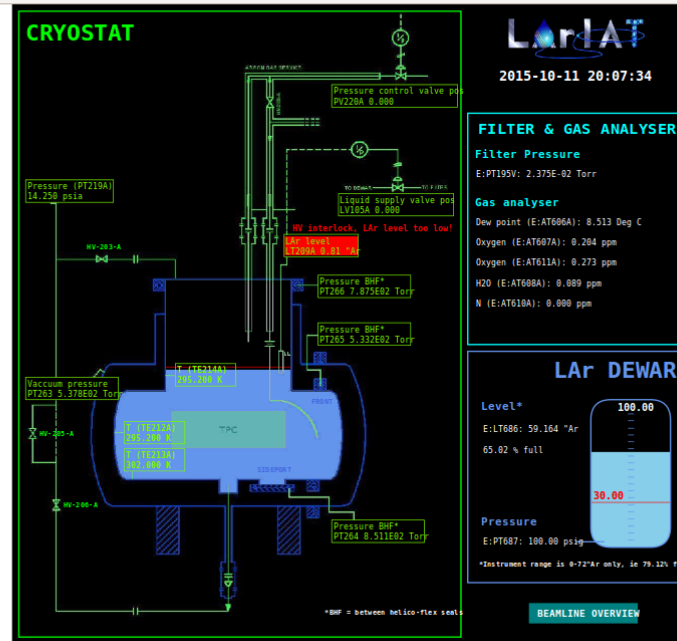 CRYOSTAT
LArIAT
2015-10-11 20:07:34
Pressure control valve pos
PV220A 0.000
FILTER & GAS ANALYSER
Filter Pressure
E:PT195V: 2.375E-02 Torr
Gas analyser
Dew point (E:AT606A): 8.513 Deg C
Oxygen (E:AT607A): 0.204 ppm
Oxygen (E:AT611A): 0.273 ppm
H2O (E:AT608A): 0.089 ppm
N (E:AT610A): 0.000 ppm
Pressure (PT219A)
14.250 psia
TO DEWAR
TO FILTER
Liquid supply valve pos
LV105A 0.000
HV interlock, LAr level too low!
LAr level
LT209A 0.81 "Ar
HV-203-A
Pressure BHF*
PT266 7.875E02 Torr
Pressure BHF*
PT265 5.332E02 Torr
T (TE214A)
295.200 K
Vaccuum pressure
PT263 5.378E02 Torr
FRONT
HV-205-A
T (TE212A)
295.200 K
TPC
T (TE213A)
302.000 K
SIDEPORT
HV-206-A
Pressure BHF*
PT264 8.511E02 Torr
*BHF = between helico-flex seals
LAr DEWAR
Level*
E:LT686: 59.164 "Ar
65.02 % full
100.00
30.00
Pressure
E:PT687: 100.00 psig
*Instrument range is 0-72"Ar only, ie 79.12% f
BEAMLINE OVERVIEW